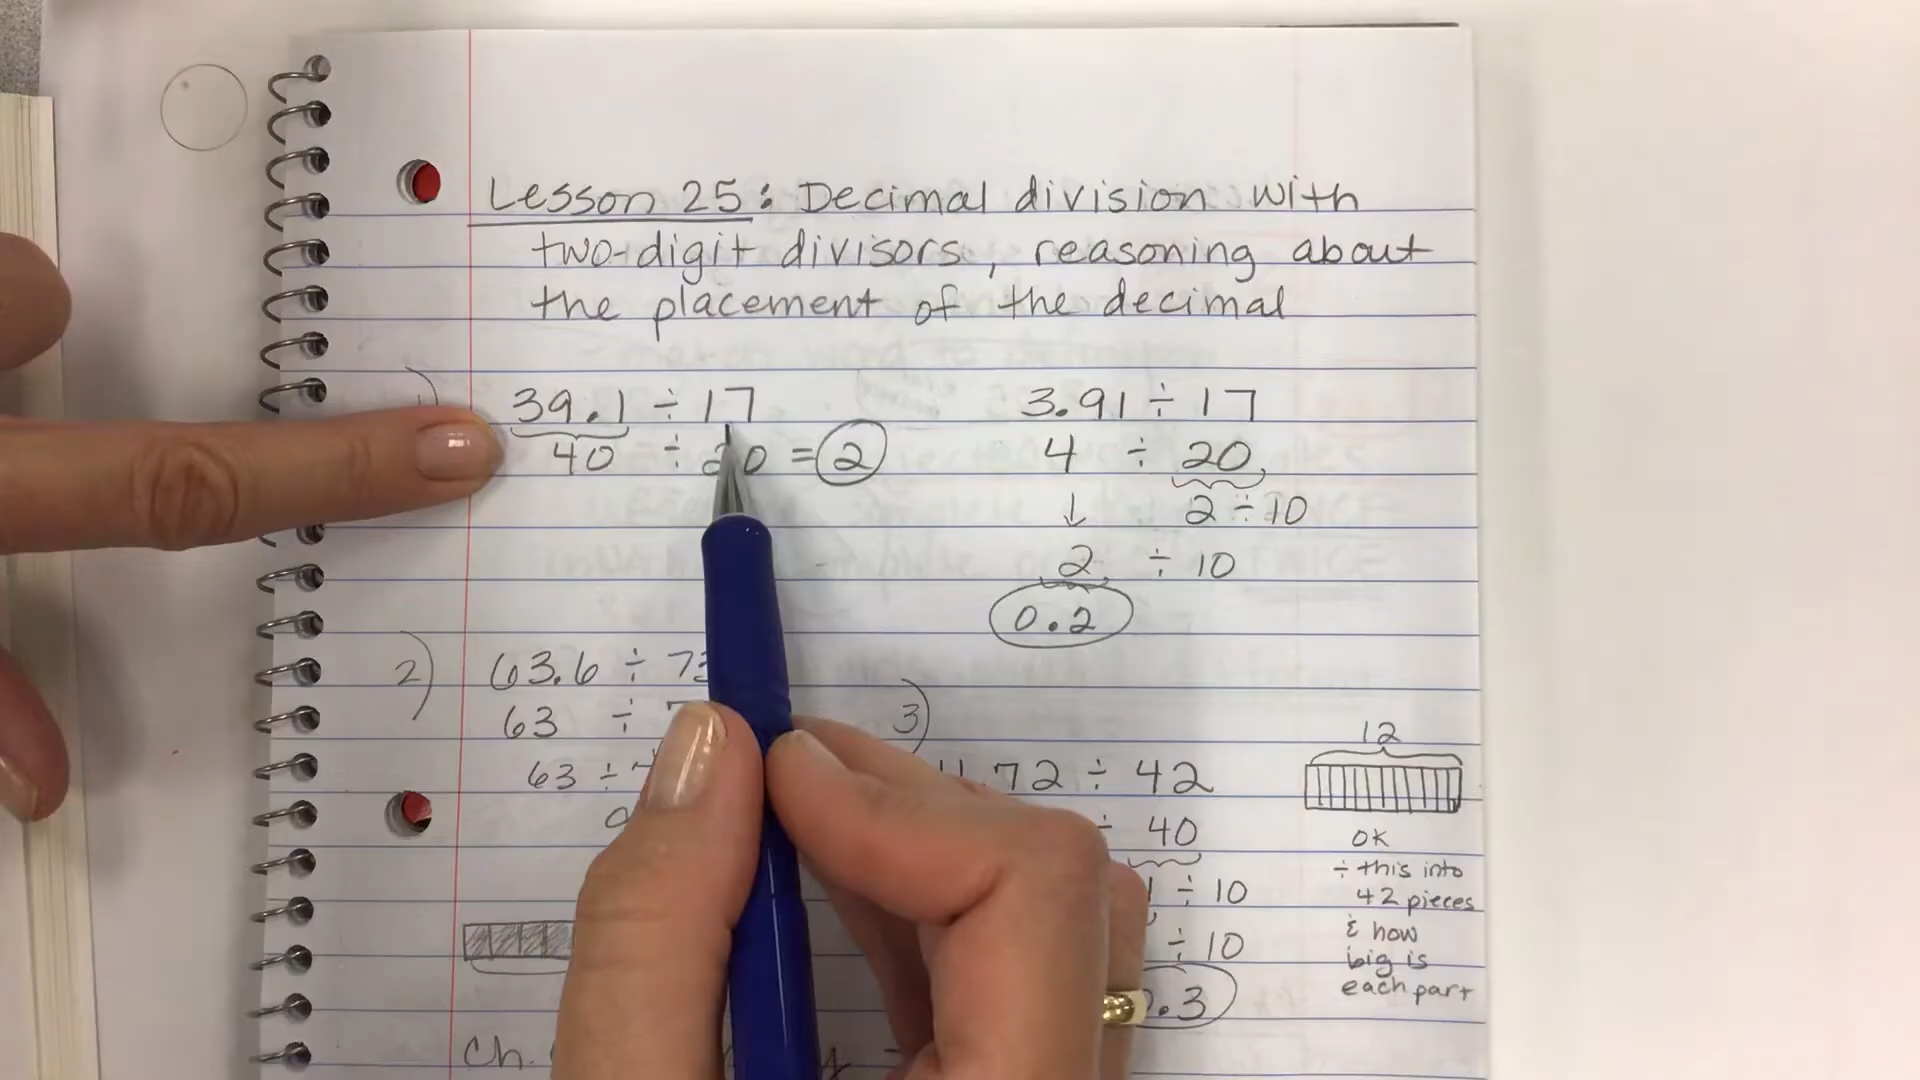 Lesson 25: Decimal division with
two-digit divisors, reasoning about
the placement of the decimal
1)
39.1 ÷ 17
40 ÷ 20 = 2
3.91 ÷ 17
4 ÷ 20
↓ 2 ÷ 10
2 ÷ 10
0.2
2)
63.6 ÷ 73
63 ÷ 7
63 ÷
3)
.72 ÷ 42
÷ 40
÷ 10
÷ 10
.3
12
OK
÷ this into
42 pieces
& how
big is
each part
Ch.